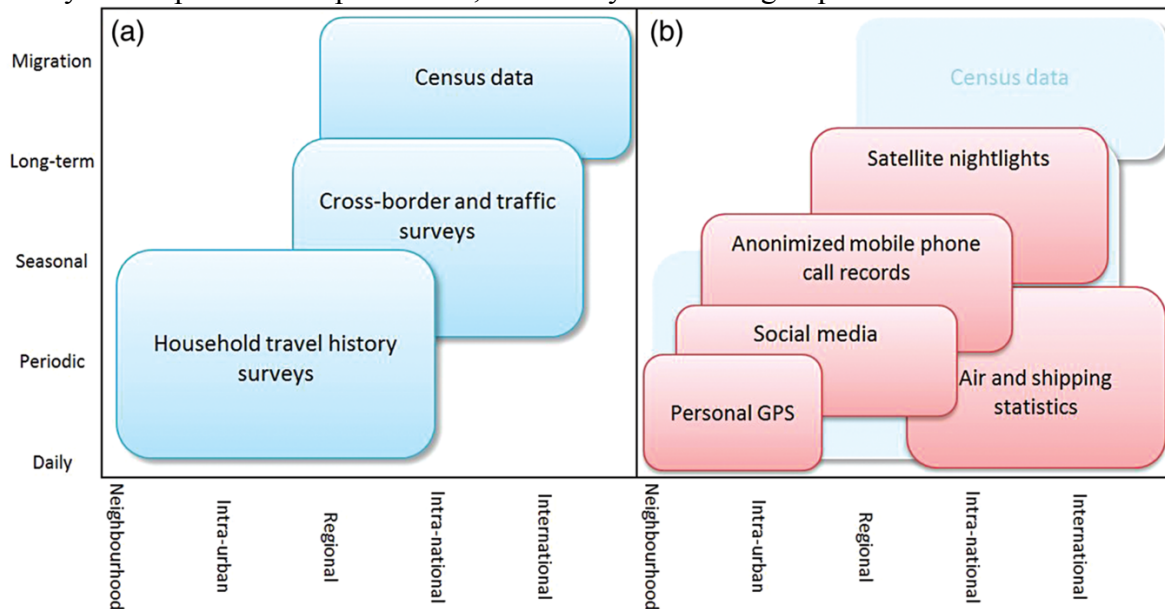 (a)
(b)
Migration
Long-term
Seasonal
Periodic
Daily
Census data
Cross-border and traffic
surveys
Household travel history
surveys
Census data
Satellite nightlights
Anonimized mobile phone
call records
Social media
Air and shipping
statistics
Personal GPS
Neighbourhood
Intra-urban
Regional
Intra-national
International
Neighbourhood
Intra-urban
Regional
Intra-national
International